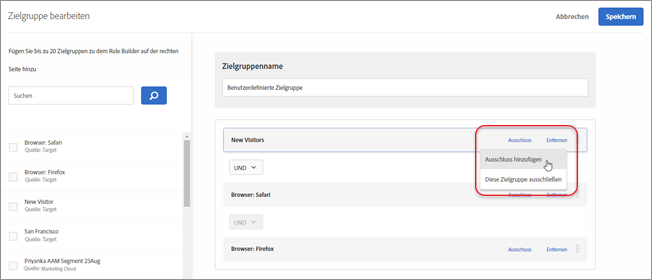 Zielgruppe bearbeiten
Abbrechen
Speichern
Fügen Sie bis zu 20 Zielgruppen zu dem Rule Builder auf der rechten
Seite hinzu
Suchen
Browser: Safari
Quelle: Target
Browser: Firefox
Quelle: Target
New Visitor
Quelle: Target
San Francisco
Quelle: Target
Priyanka AAM Segment 23Aug
Quelle: Marketing Cloud
Zielgruppenname
Benutzerdefinierte Zielgruppe
New Visitors
Ausschluss
Entfernen
Ausschluss hinzufügen
Diese Zielgruppe ausschließen
UND
Browser: Safari
Ausschluss
Entfernen
UND
Browser: Firefox
Ausschluss
Entfernen